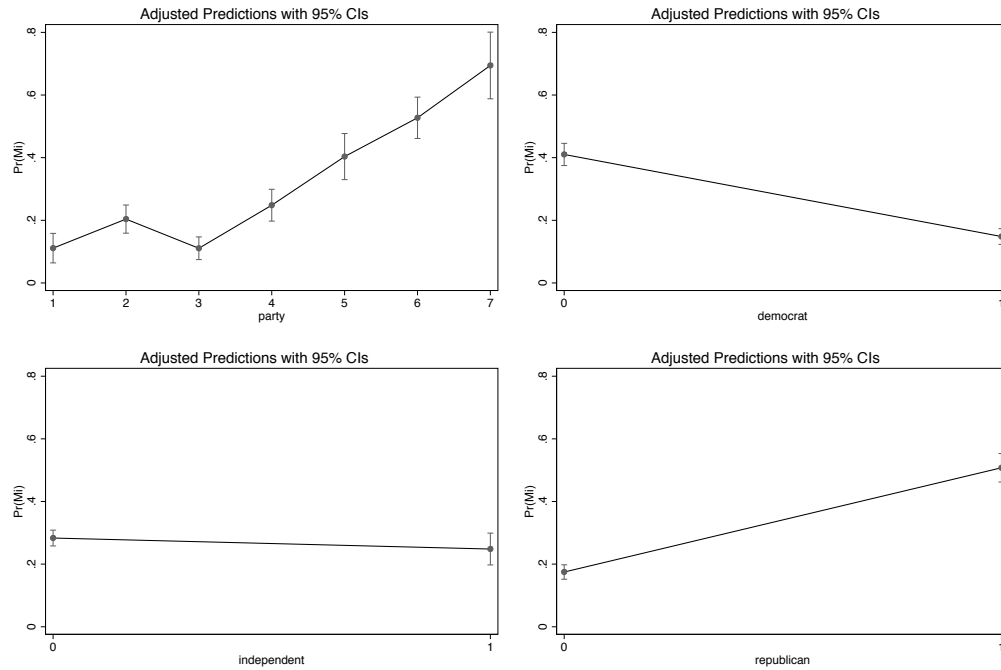 Adjusted Predictions with 95% CIs
Pr(Mi)
.8
.6
.4
.2
0
1 2 3 4 5 6 7
party
Adjusted Predictions with 95% CIs
Pr(Mi)
.8
.6
.4
.2
0
0 1
democrat
Adjusted Predictions with 95% CIs
Pr(Mi)
.8
.6
.4
.2
0
0 1
independent
Adjusted Predictions with 95% CIs
Pr(Mi)
.8
.6
.4
.2
0
0 1
republican